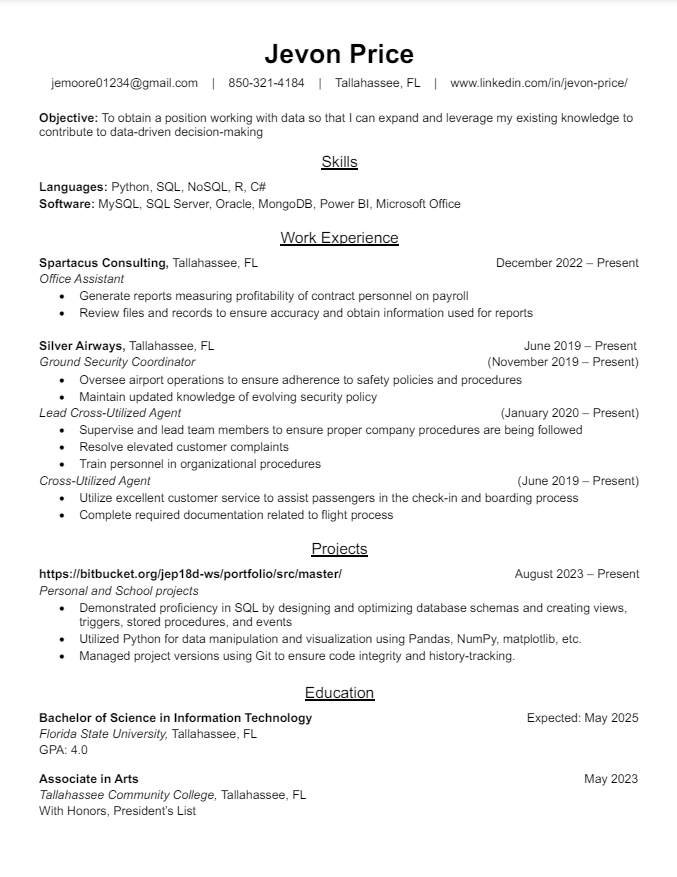 Jevon Price
jemoore01234@gmail.com | 850-321-4184 | Tallahassee, FL | www.linkedin.com/in/jevon-price/
Objective: To obtain a position working with data so that I can expand and leverage my existing knowledge to
contribute to data-driven decision-making
Skills
Languages: Python, SQL, NoSQL, R, C#
Software: MySQL, SQL Server, Oracle, MongoDB, Power BI, Microsoft Office
Work Experience
Spartacus Consulting, Tallahassee, FL December 2022 – Present
Office Assistant
• Generate reports measuring profitability of contract personnel on payroll
• Review files and records to ensure accuracy and obtain information used for reports
Silver Airways, Tallahassee, FL June 2019 – Present
Ground Security Coordinator (November 2019 – Present)
• Oversee airport operations to ensure adherence to safety policies and procedures
• Maintain updated knowledge of evolving security policy
Lead Cross-Utilized Agent (January 2020 – Present)
• Supervise and lead team members to ensure proper company procedures are being followed
• Resolve elevated customer complaints
• Train personnel in organizational procedures
Cross-Utilized Agent (June 2019 – Present)
• Utilize excellent customer service to assist passengers in the check-in and boarding process
• Complete required documentation related to flight process
Projects
https://bitbucket.org/jep18d-ws/portfolio/src/master/ August 2023 – Present
Personal and School projects
• Demonstrated proficiency in SQL by designing and optimizing database schemas and creating views,
triggers, stored procedures, and events
• Utilized Python for data manipulation and visualization using Pandas, NumPy, matplotlib, etc.
• Managed project versions using Git to ensure code integrity and history-tracking.
Education
Bachelor of Science in Information Technology Expected: May 2025
Florida State University, Tallahassee, FL
GPA: 4.0
Associate in Arts May 2023
Tallahassee Community College, Tallahassee, FL
With Honors, President's List